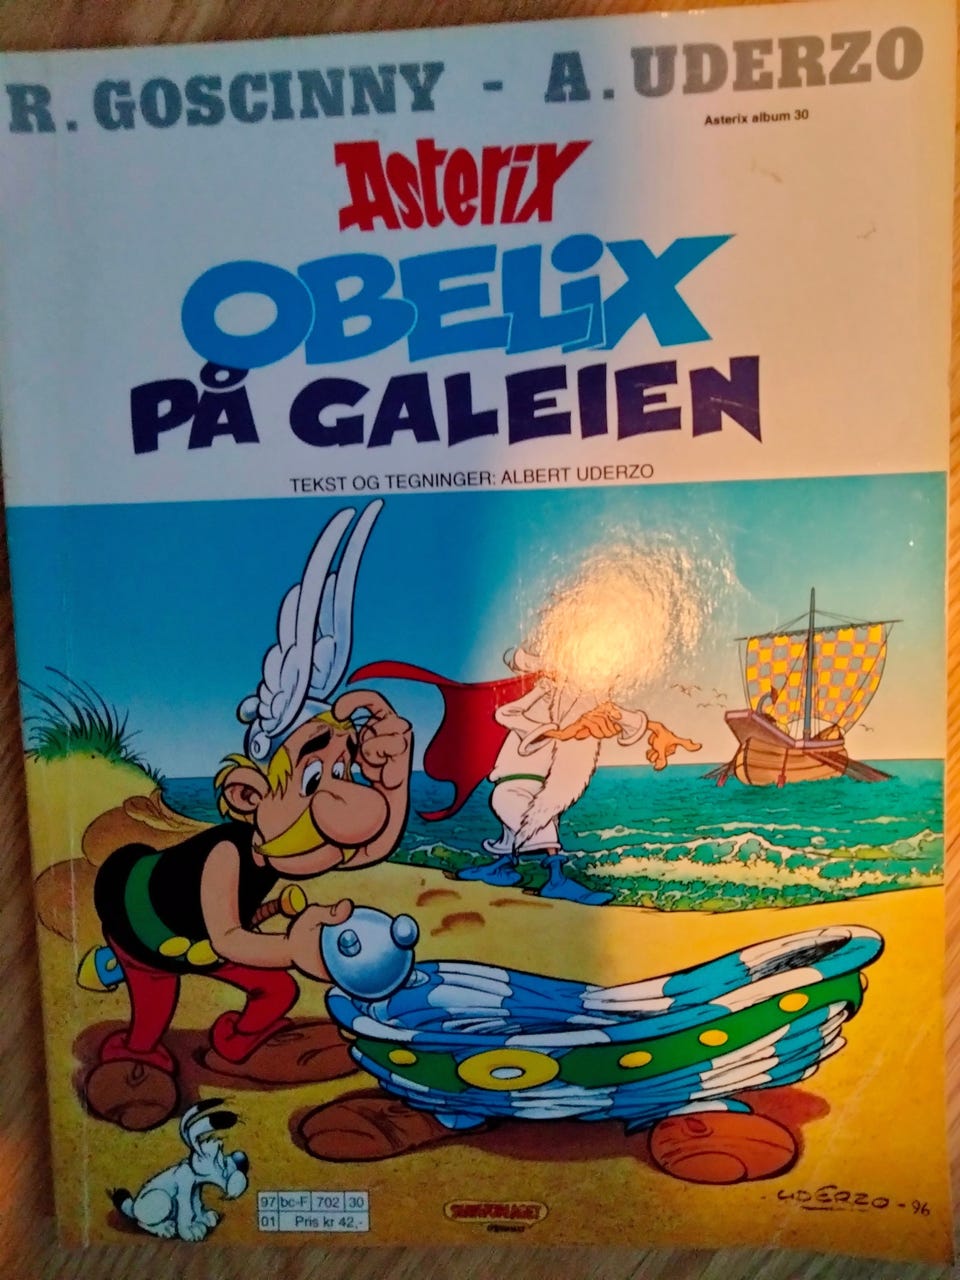 R. GOSCINNY - A. UDERZO
Asterix album 30
Asterix
OBELiX
PÅ GALEIEN
TEKST OG TEGNINGER: ALBERT UDERZO
97 bc-F 702 30
01 Pris kr 42,-
UDERZO - 96